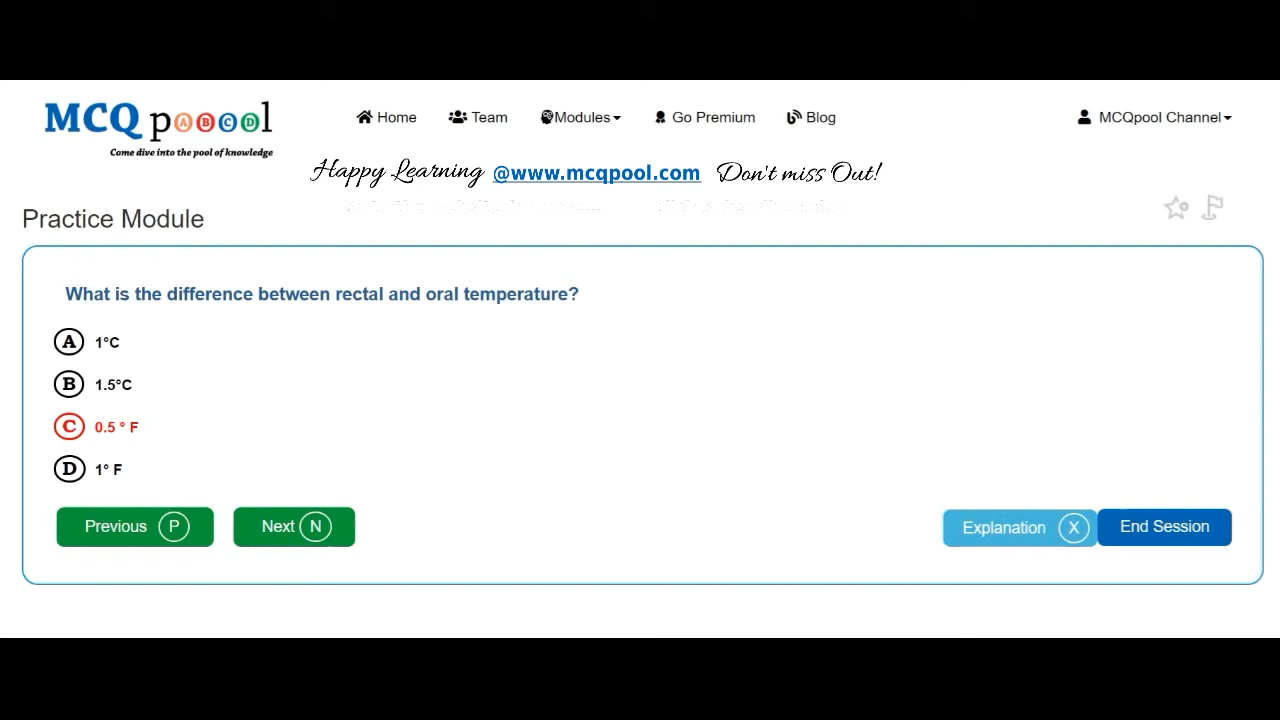 MCQ pooool
A B C D
Come dive into the pool of knowledge
Home Team Modules Go Premium Blog MCQpool Channel
Happy Learning @www.mcqpool.com Don't miss Out!
Practice Module
What is the difference between rectal and oral temperature?
A 1°C
B 1.5°C
C 0.5 ° F
D 1° F
Previous P Next N Explanation X End Session